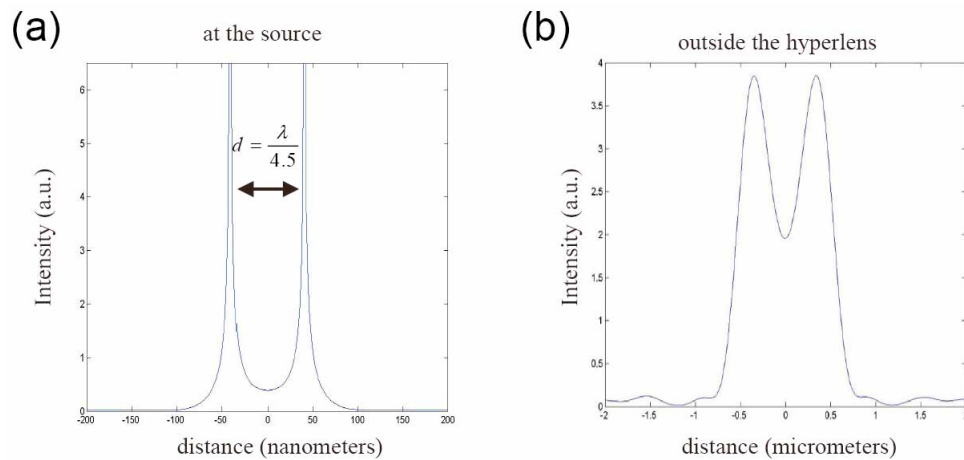 (a)
at the source
6
5
4
3
2
1
0
Intensity (a.u.)
d = λ/4.5
-200 -150 -100 -50 0 50 100 150 200
distance (nanometers)
(b)
outside the hyperlens
4
3.5
3
2.5
2
1.5
1
0.5
0
Intensity (a.u.)
-2 -1.5 -1 -0.5 0 0.5 1 1.5
distance (micrometers)